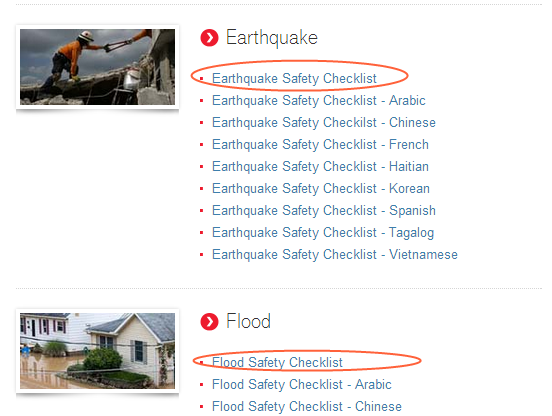 Earthquake
Earthquake Safety Checklist
Earthquake Safety Checklist - Arabic
Earthquake Safety Checklist - Chinese
Earthquake Safety Checklist - French
Earthquake Safety Checklist - Haitian
Earthquake Safety Checklist - Korean
Earthquake Safety Checklist - Spanish
Earthquake Safety Checklist - Tagalog
Earthquake Safety Checklist - Vietnamese
Flood
Flood Safety Checklist
Flood Safety Checklist - Arabic
Flood Safety Checklist - Chinese